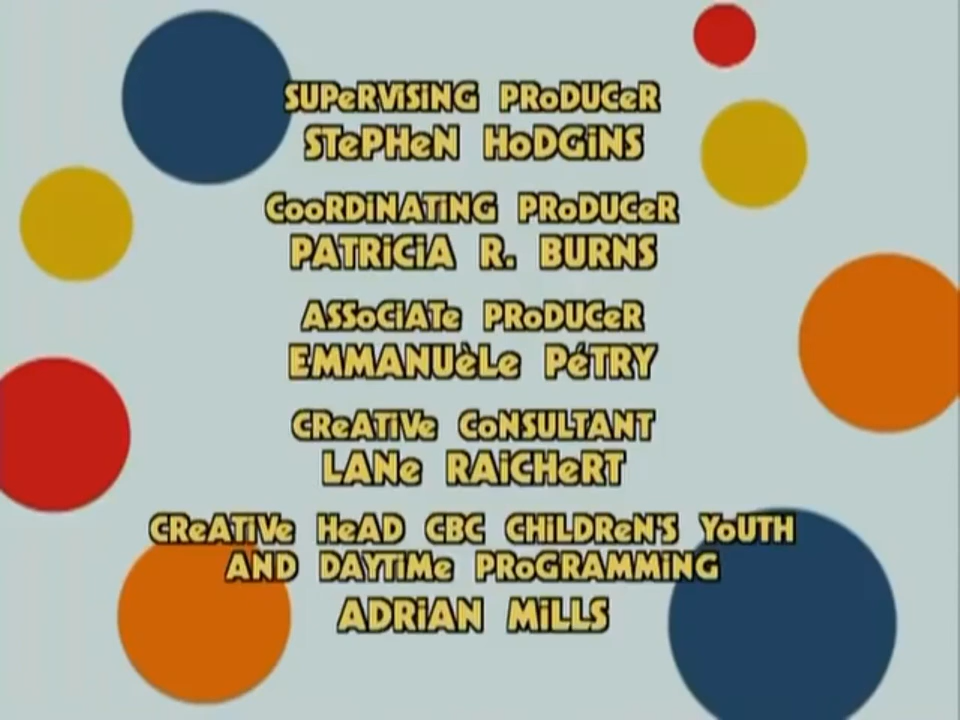 SUPeRViSiNG PRoDUCeR
STePHeN HoDGiNS
CooRDiNATiNG PRoDUCeR
PATRiCiA R. BURNS
ASSoCiATe PRoDUCeR
EMMANUèLe PéTRY
CReATiVe CoNSULTANT
LANe RAiCHeRT
CReATiVe HeAD CBC CHiLDReN'S YoUTH
AND DAYTiMe PRoGRAMMiNG
ADRiAN MiLLS